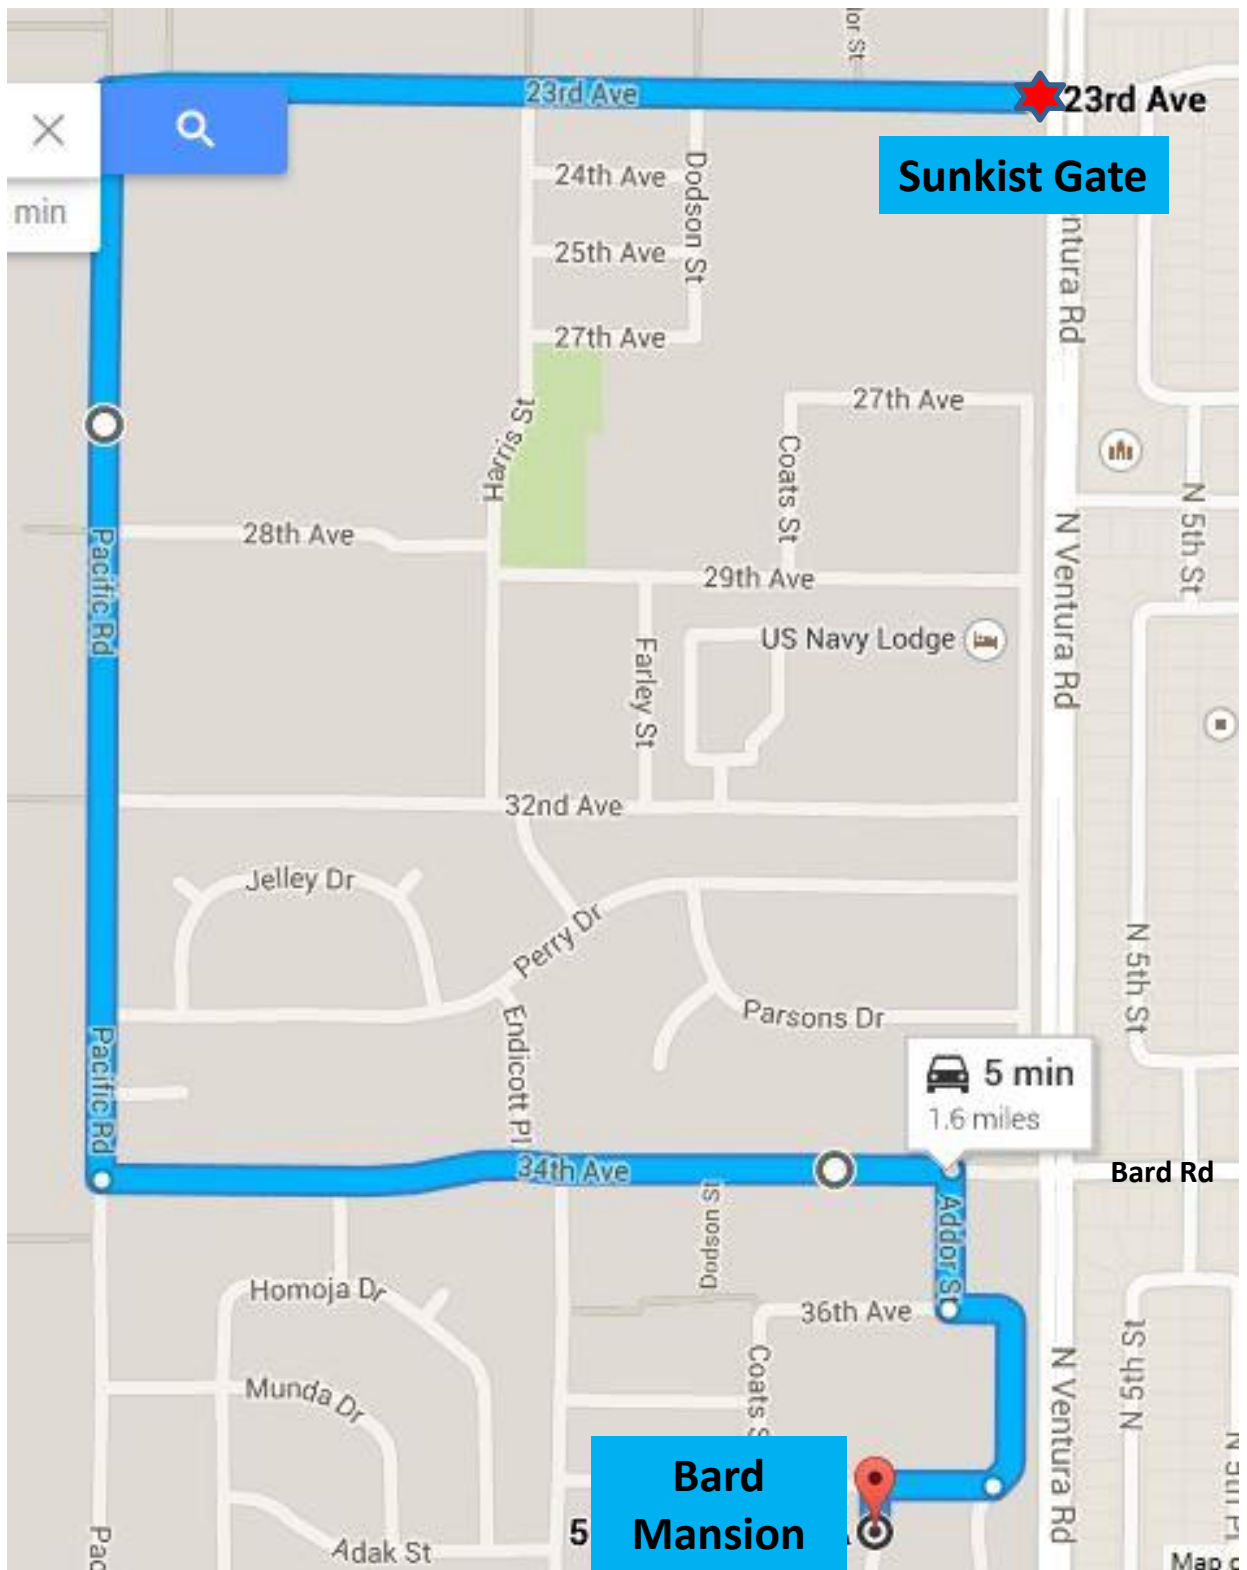 or St
23rd Ave
23rd Ave
Sunkist Gate
min
24th Ave
Dodson St
25th Ave
27th Ave
ntura Rd
27th Ave
Harris St
Coats St
N 5th St
28th Ave
Pacific Rd
29th Ave
N Ventura Rd
US Navy Lodge
Farley St
32nd Ave
Jelley Dr
Perry Dr
N 5th St
Parsons Dr
Endicott Pl
Pacific Rd
5 min
1.6 miles
34th Ave
Bard Rd
Dodson St
Addor St
Homoja Dr
36th Ave
Coats S
N 5th St
N Ventura Rd
Munda Dr
N 5th Pl
Bard
Mansion
5
Adak St
Pac
Map